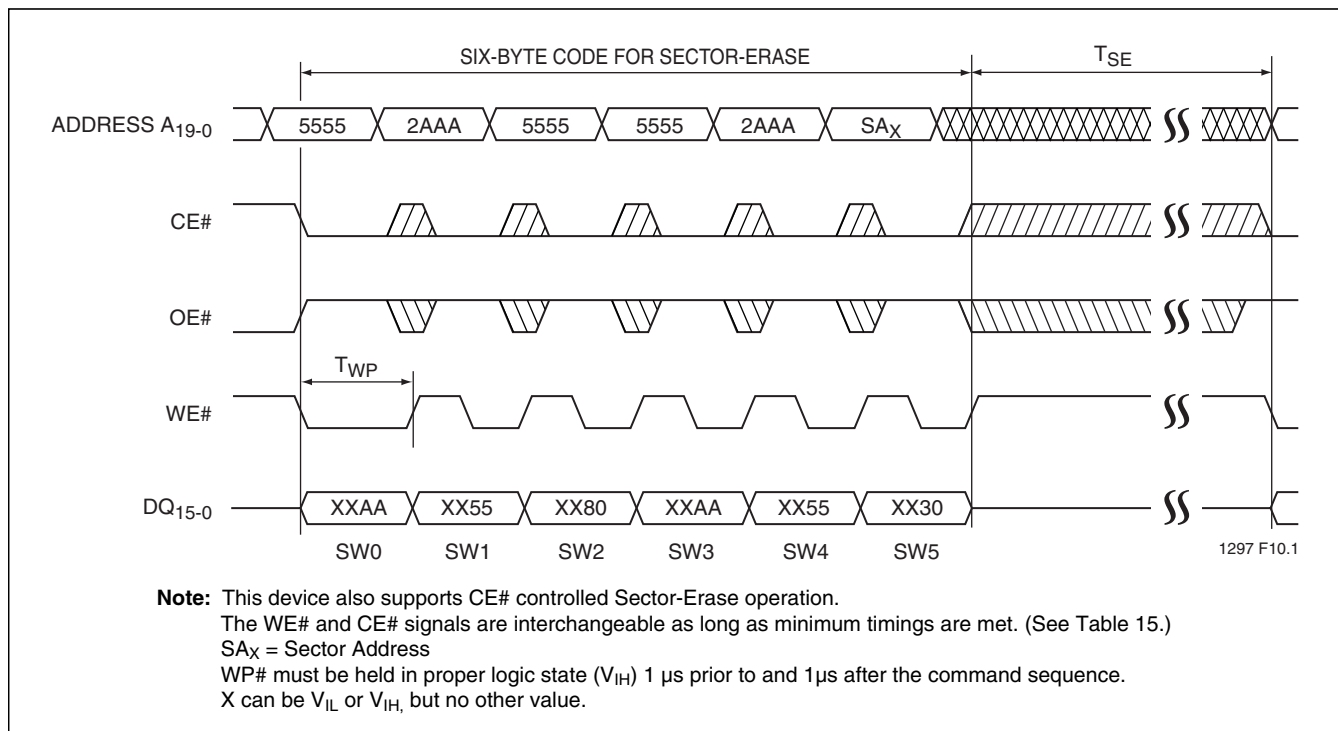 SIX-BYTE CODE FOR SECTOR-ERASE TSE
ADDRESS A19-0 5555 2AAA 5555 5555 2AAA SAX
CE#
OE#
TWP
WE#
DQ15-0 XXAA XX55 XX80 XXAA XX55 XX30
SW0 SW1 SW2 SW3 SW4 SW5
1297 F10.1
Note: This device also supports CE# controlled Sector-Erase operation.
The WE# and CE# signals are interchangeable as long as minimum timings are met. (See Table 15.)
SAX = Sector Address
WP# must be held in proper logic state (VIH) 1 µs prior to and 1µs after the command sequence.
X can be VIL or VIH, but no other value.